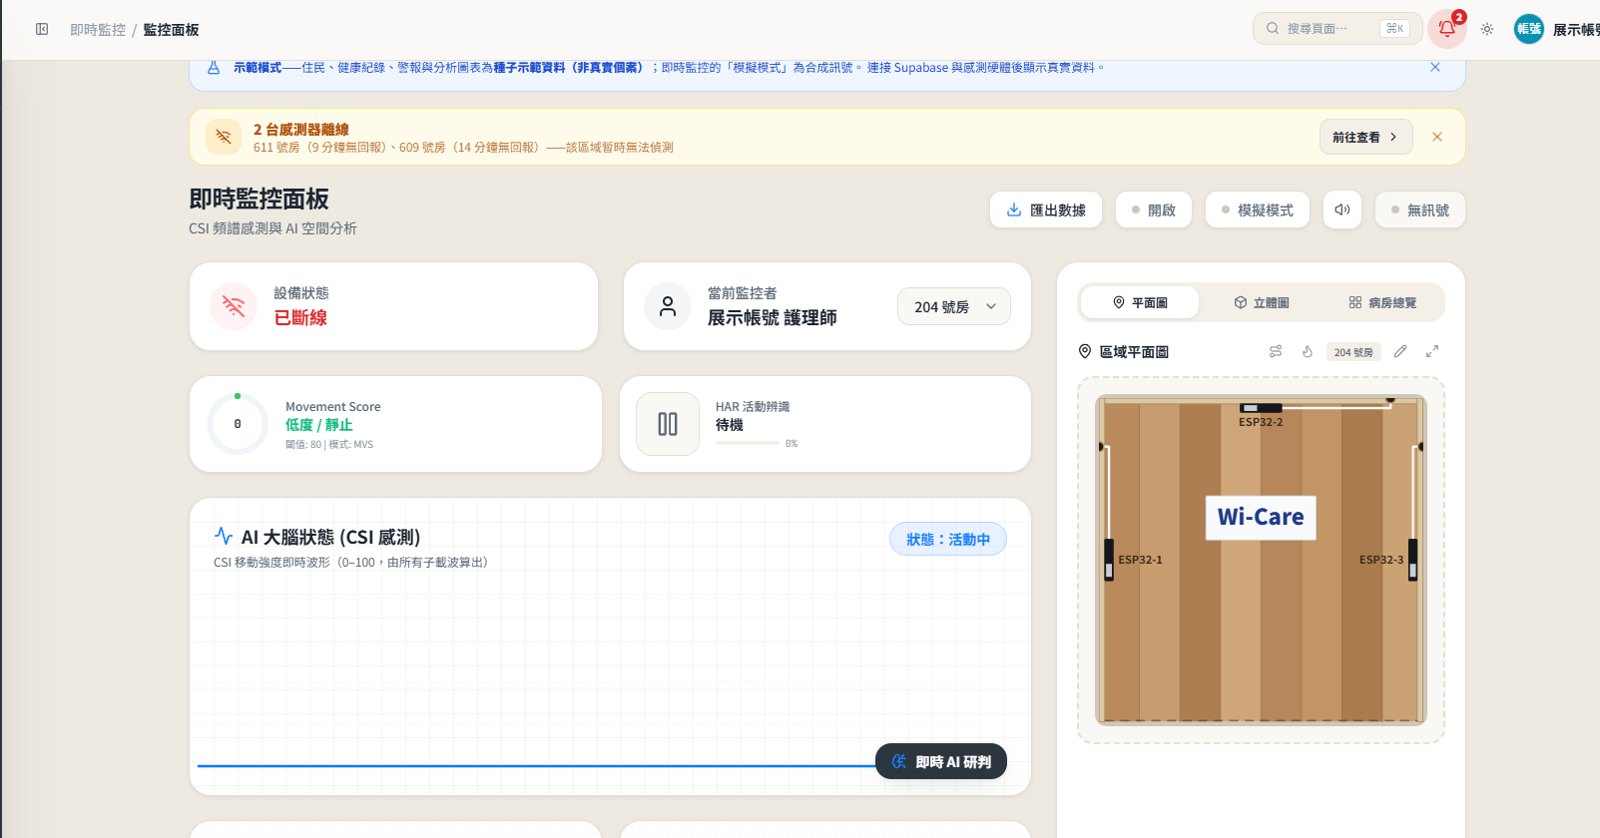 即時監控 / 監控面板
搜尋頁面…
⌘K
2
帳號
展示帳號
示範模式——住民、健康紀錄、警報與分析圖表為種子示範資料（非真實個案）；即時監控的「模擬模式」為合成訊號。 連接 Supabase 與感測硬體後顯示真實資料。
2 台感測器離線
611 號房（9 分鐘無回報）、609 號房（14 分鐘無回報）——該區域暫時無法偵測
前往查看
即時監控面板
CSI 頻譜感測與 AI 空間分析
匯出數據
開啟
模擬模式
無訊號
設備狀態
已斷線
當前監控者
展示帳號 護理師
204 號房
Movement Score
低度 / 靜止
閾值: 80 | 模式: MVS
0
HAR 活動辨識
待機
0%
AI 大腦狀態 (CSI 感測)
CSI 移動強度即時波形（0–100，由所有子載波算出）
狀態：活動中
即時 AI 研判
平面圖
立體圖
病房總覽
區域平面圖
204 號房
ESP32-2
Wi-Care
ESP32-1
ESP32-3